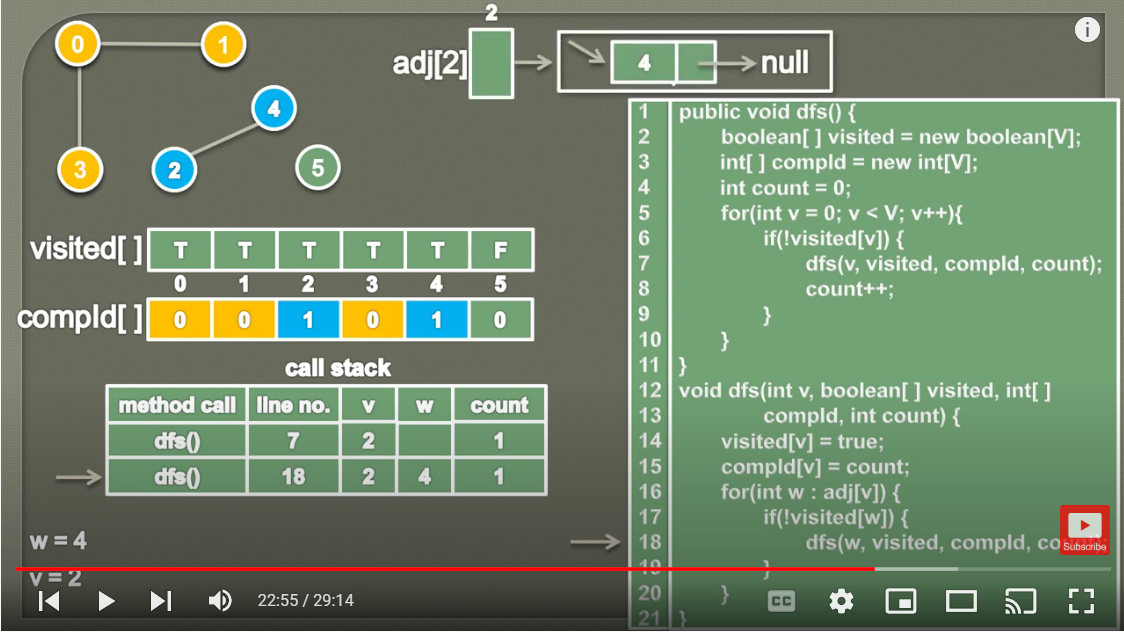 0 1
4
2
3
5
2
adj[2] 4 null
visited[ ] T T T T T F
0 1 2 3 4 5
compId[ ] 0 0 1 0 1 0
call stack
method call line no. v w count
dfs() 7 2 1
dfs() 18 2 4 1
w = 4
v = 2
1 public void dfs() {
2 boolean[ ] visited = new boolean[V];
3 int[ ] compId = new int[V];
4 int count = 0;
5 for(int v = 0; v < V; v++){
6 if(!visited[v]) {
7 dfs(v, visited, compId, count);
8 count++;
9 }
10 }
11 }
12 void dfs(int v, boolean[ ] visited, int[ ]
13 compId, int count) {
14 visited[v] = true;
15 compId[v] = count;
16 for(int w : adj[v]) {
17 if(!visited[w]) {
18 dfs(w, visited, compId,
19 }
20 }
21 }
Subscribe
22:55 / 29:14
CC
i